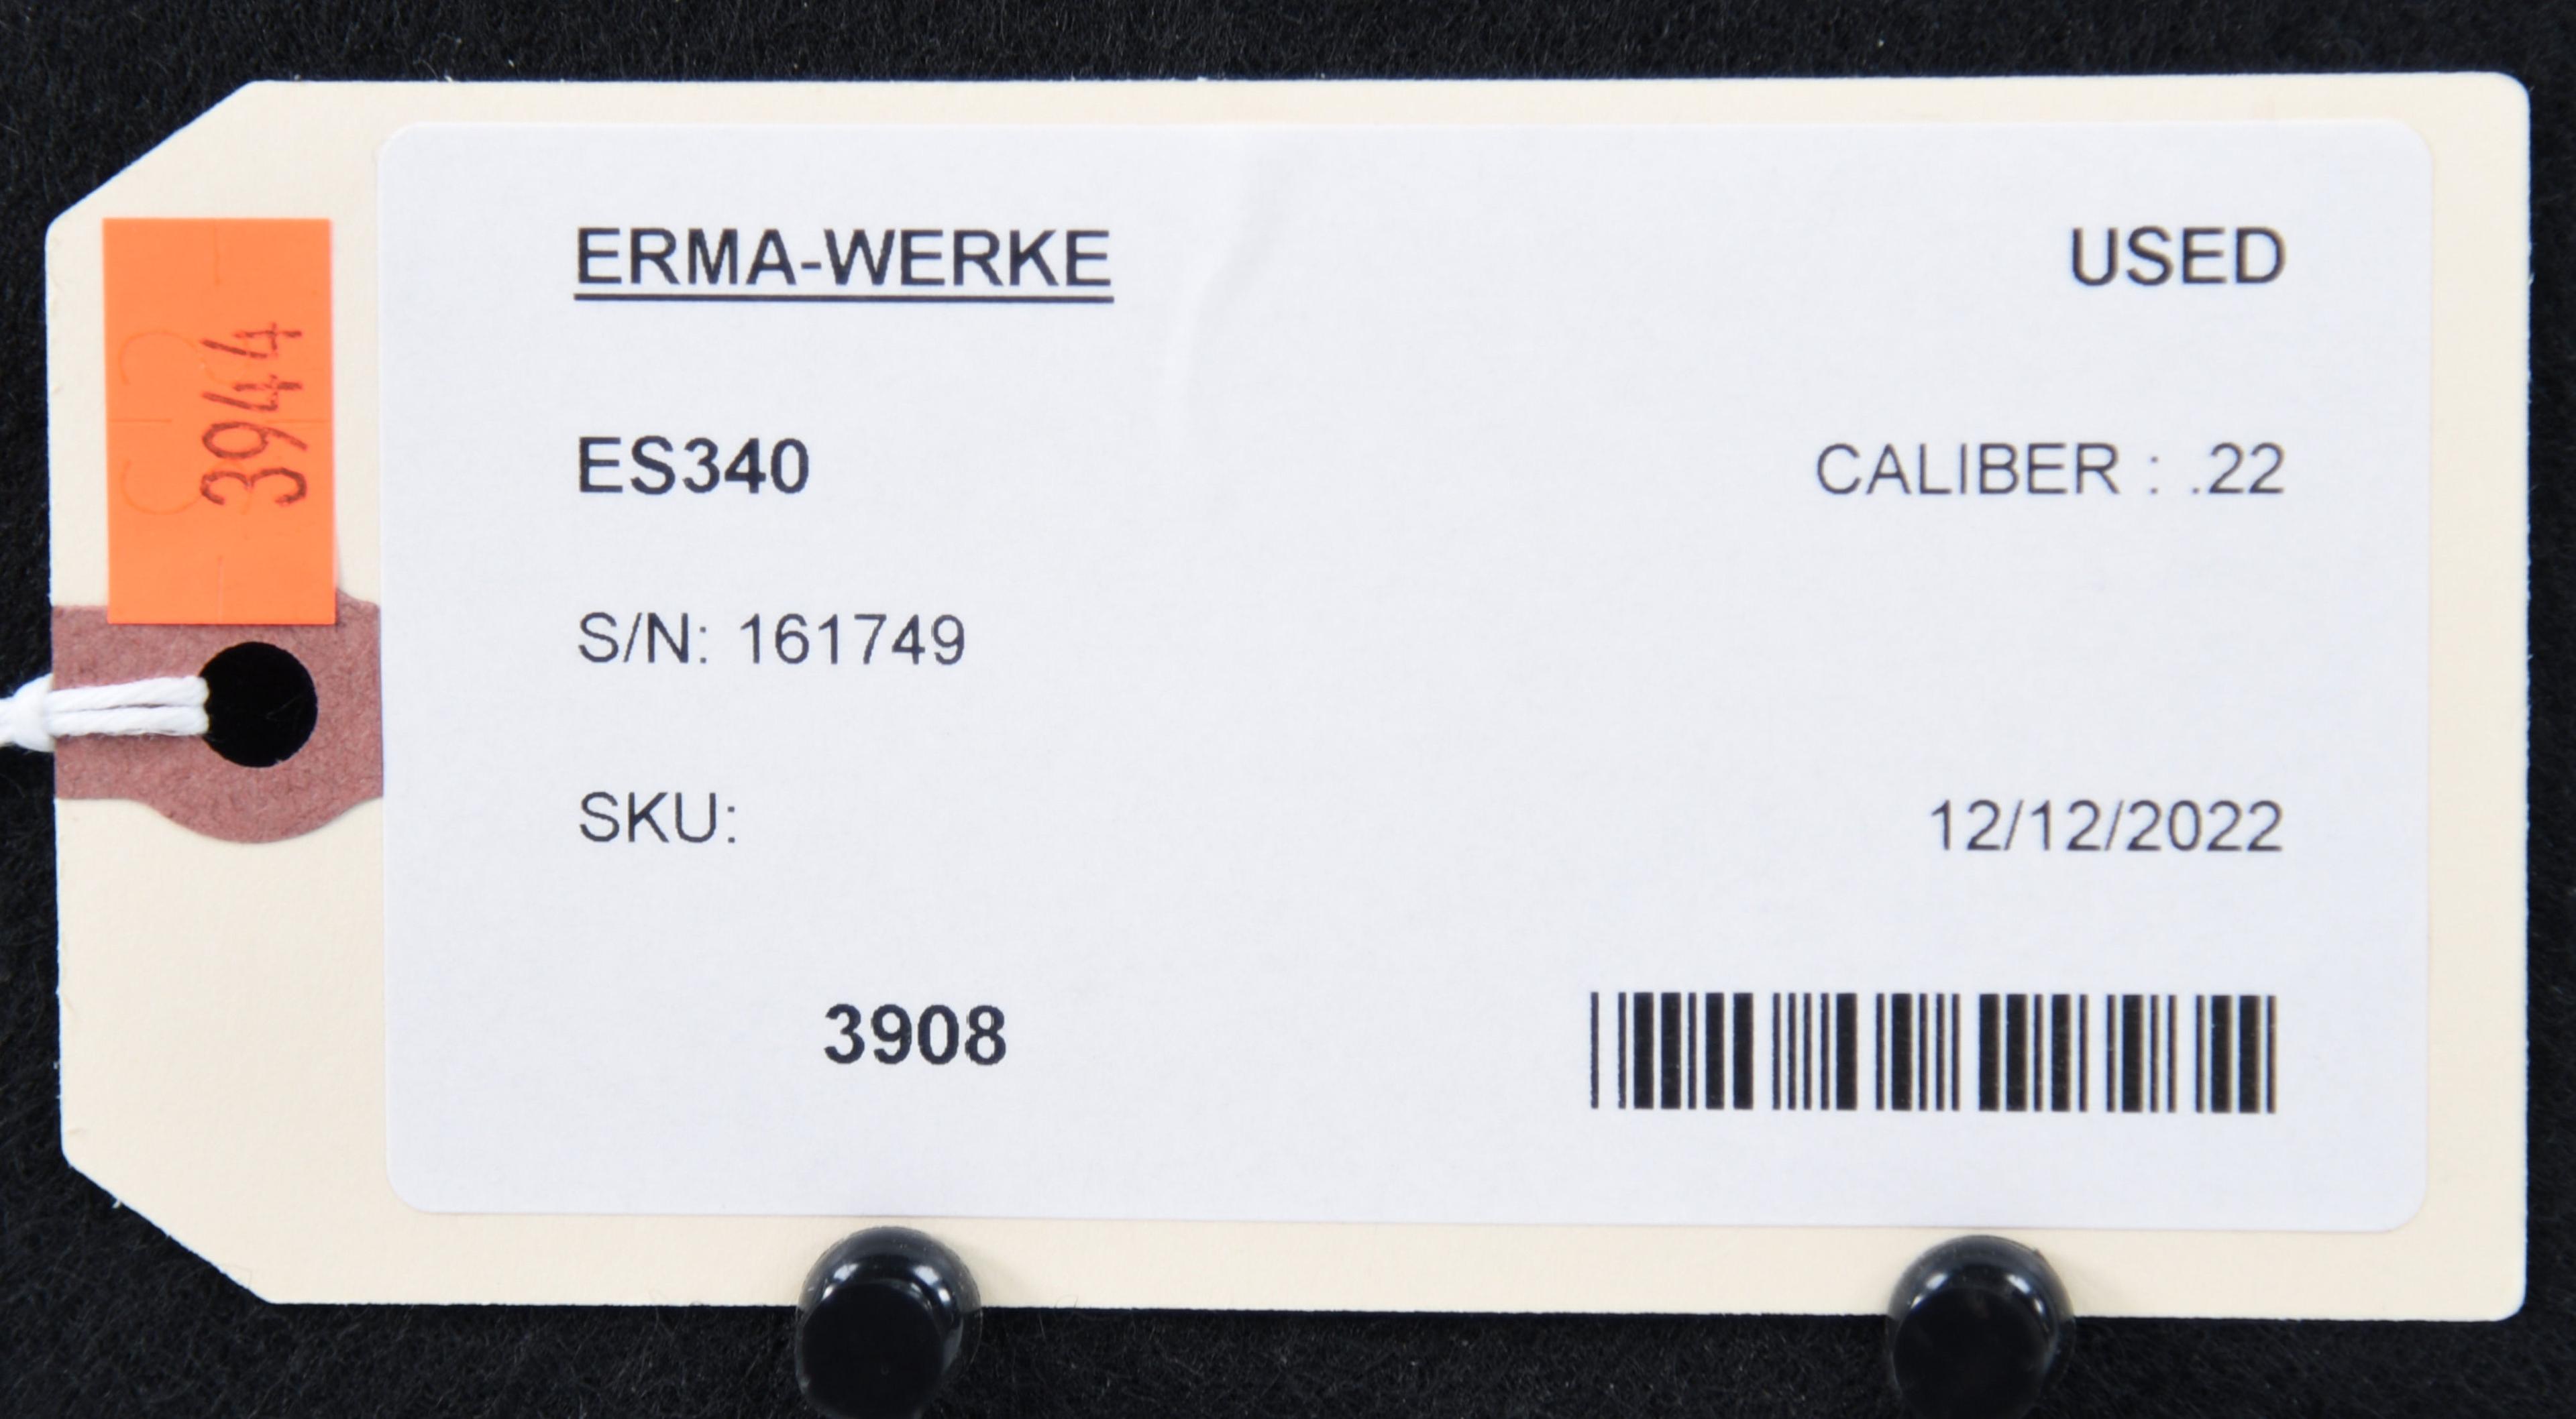 3944
ERMA-WERKE
USED
ES340
CALIBER : .22
S/N: 161749
SKU:
12/12/2022
3908